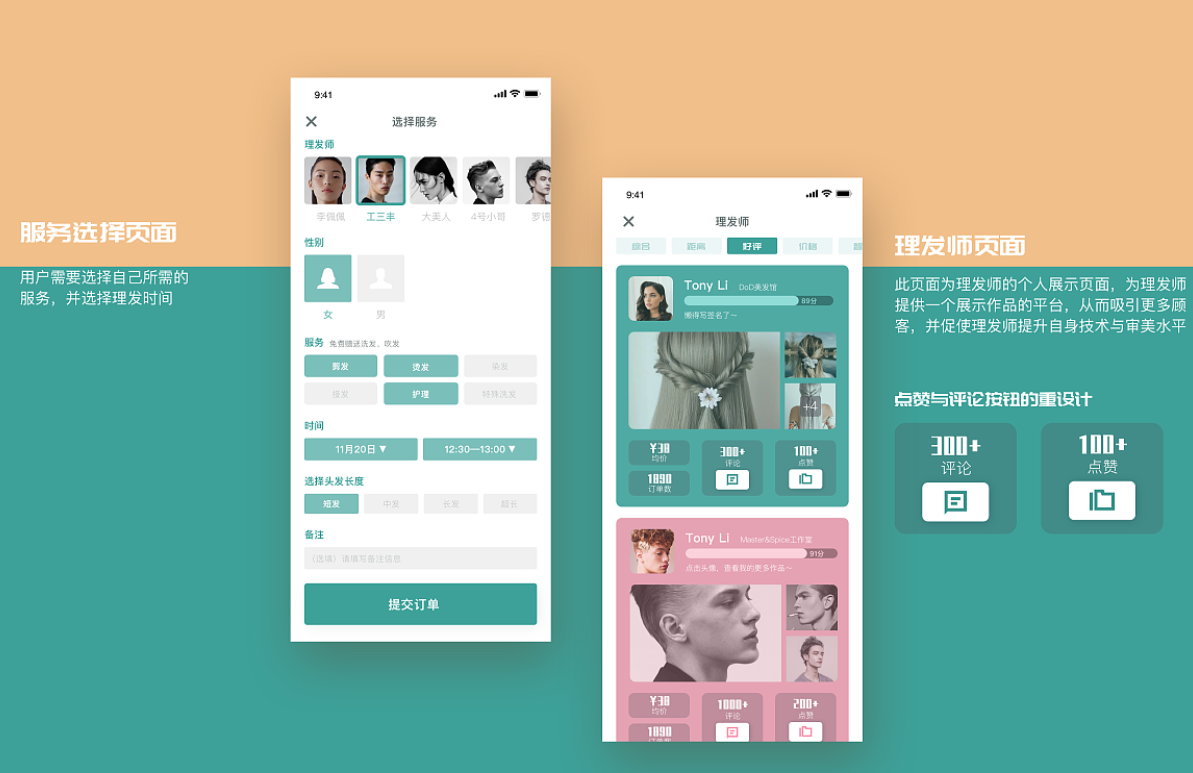 服务选择页面
用户需要选择自己所需的
服务，并选择理发时间
9:41
选择服务
理发师
李佩佩 工三丰 大美人 4号小哥 罗德
性别
女 男
服务 免费赠送洗发、吹发
剪发 烫发 染发
接发 护理 特殊洗发
时间
11月20日▼ 12:30—13:00▼
选择头发长度
短发 中发 长发 超长
备注
（选填）请填写备注信息
提交订单
9:41
理发师
综合 距离 好评 价格
Tony Li DoD美发馆
89分
懒得写签名了～
+4
¥38
均价
300+
评论
100+
点赞
1890
订单数
Tony Li Master&Spice工作室
91分
点击头像，查看我的更多作品～
¥38
均价
1000+
评论
200+
点赞
1890
订单数
理发师页面
此页面为理发师的个人展示页面，为理发师
提供一个展示作品的平台，从而吸引更多顾
客，并促使理发师提升自身技术与审美水平
点赞与评论按钮的重设计
300+
评论
100+
点赞